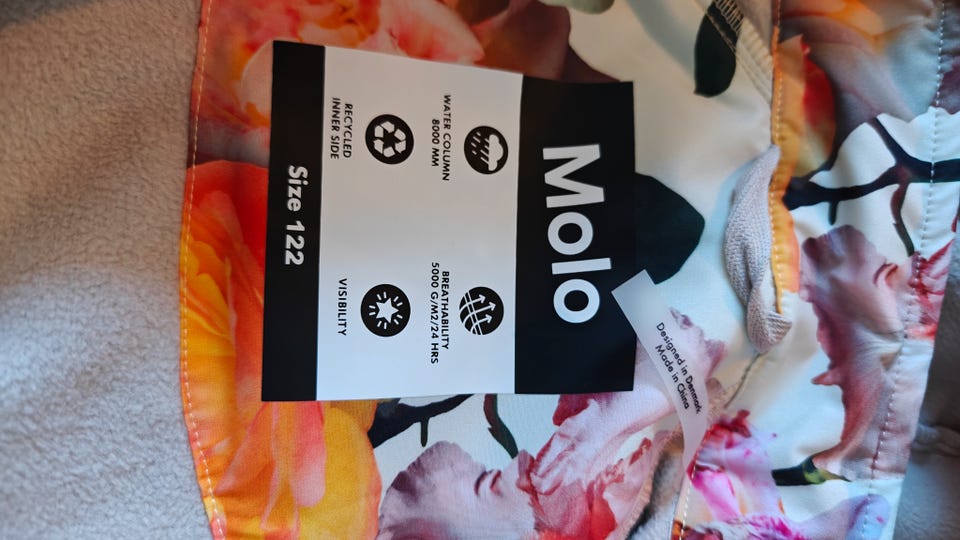 Molo
WATER COLUMN
8000 MM
BREATHABILITY
5000 G/M2/24 HRS
RECYCLED
INNER SIDE
VISIBILITY
Size 122
Designed in Denmark
Made in China